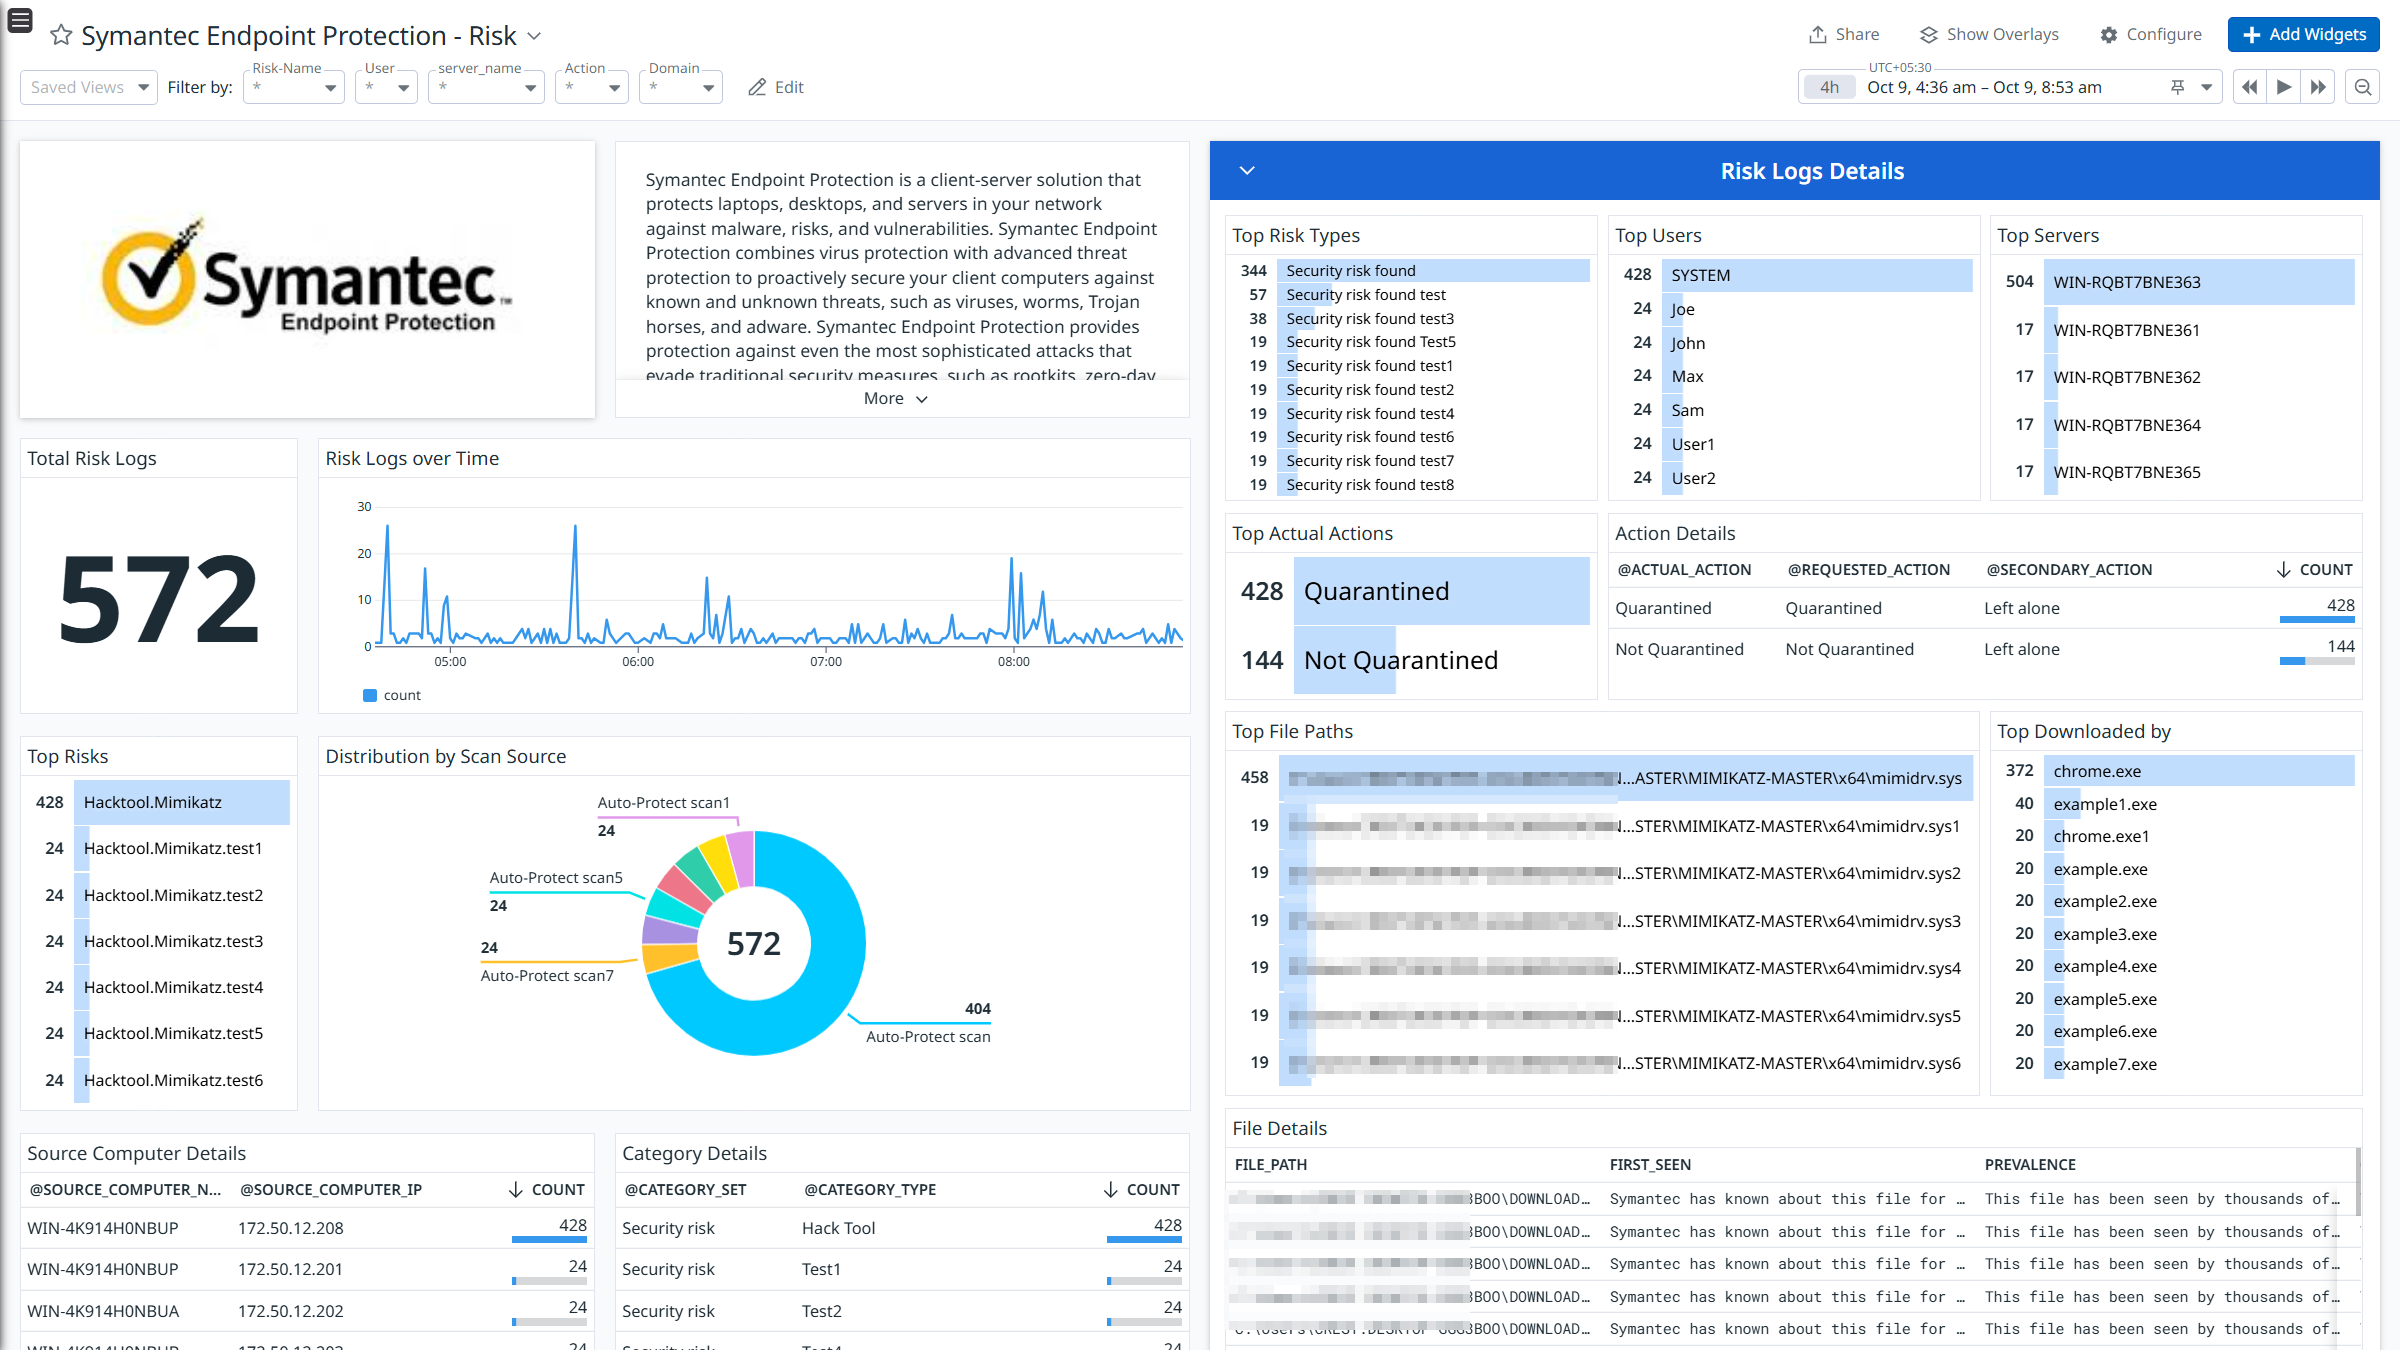 Symantec Endpoint Protection - Risk
Share
Show Overlays
Configure
Add Widgets
Saved Views
Filter by:
Risk-Name
*
User
*
server_name
*
Action
*
Domain
*
Edit
UTC+05:30
4h
Oct 9, 4:36 am – Oct 9, 8:53 am
Symantec
™
Endpoint Protection
Symantec Endpoint Protection is a client-server solution that
protects laptops, desktops, and servers in your network
against malware, risks, and vulnerabilities. Symantec Endpoint
Protection combines virus protection with advanced threat
protection to proactively secure your client computers against
known and unknown threats, such as viruses, worms, Trojan
horses, and adware. Symantec Endpoint Protection provides
protection against even the most sophisticated attacks that
evade traditional security measures, such as rootkits, zero-day
More
Total Risk Logs
572
Risk Logs over Time
30
20
10
0
05:00
06:00
07:00
08:00
count
Top Risks
428 Hacktool.Mimikatz
24 Hacktool.Mimikatz.test1
24 Hacktool.Mimikatz.test2
24 Hacktool.Mimikatz.test3
24 Hacktool.Mimikatz.test4
24 Hacktool.Mimikatz.test5
24 Hacktool.Mimikatz.test6
Distribution by Scan Source
Auto-Protect scan1
24
Auto-Protect scan5
24
24
Auto-Protect scan7
572
404
Auto-Protect scan
Source Computer Details
@SOURCE_COMPUTER_N... @SOURCE_COMPUTER_IP COUNT
WIN-4K914H0NBUP 172.50.12.208 428
WIN-4K914H0NBUP 172.50.12.201 24
WIN-4K914H0NBUA 172.50.12.202 24
24
Category Details
@CATEGORY_SET @CATEGORY_TYPE COUNT
Security risk Hack Tool 428
Security risk Test1 24
Security risk Test2 24
Security risk 24
Risk Logs Details
Top Risk Types
344 Security risk found
57 Security risk found test
38 Security risk found test3
19 Security risk found Test5
19 Security risk found test1
19 Security risk found test2
19 Security risk found test4
19 Security risk found test6
19 Security risk found test7
19 Security risk found test8
Top Users
428 SYSTEM
24 Joe
24 John
24 Max
24 Sam
24 User1
24 User2
Top Servers
504 WIN-RQBT7BNE363
17 WIN-RQBT7BNE361
17 WIN-RQBT7BNE362
17 WIN-RQBT7BNE364
17 WIN-RQBT7BNE365
Top Actual Actions
428 Quarantined
144 Not Quarantined
Action Details
@ACTUAL_ACTION @REQUESTED_ACTION @SECONDARY_ACTION COUNT
Quarantined Quarantined Left alone 428
Not Quarantined Not Quarantined Left alone 144
Top File Paths
458 ...ASTER\MIMIKATZ-MASTER\x64\mimidrv.sys
19 ...STER\MIMIKATZ-MASTER\x64\mimidrv.sys1
19 ...STER\MIMIKATZ-MASTER\x64\mimidrv.sys2
19 ...STER\MIMIKATZ-MASTER\x64\mimidrv.sys3
19 ...STER\MIMIKATZ-MASTER\x64\mimidrv.sys4
19 ...STER\MIMIKATZ-MASTER\x64\mimidrv.sys5
19 ...STER\MIMIKATZ-MASTER\x64\mimidrv.sys6
Top Downloaded by
372 chrome.exe
40 example1.exe
20 chrome.exe1
20 example.exe
20 example2.exe
20 example3.exe
20 example4.exe
20 example5.exe
20 example6.exe
20 example7.exe
File Details
FILE_PATH FIRST_SEEN PREVALENCE
BOO\DOWNLOAD… Symantec has known about this file for … This file has been seen by thousands of…
BOO\DOWNLOAD… Symantec has known about this file for … This file has been seen by thousands of…
BOO\DOWNLOAD… Symantec has known about this file for … This file has been seen by thousands of…
BOO\DOWNLOAD… Symantec has known about this file for … This file has been seen by thousands of…
BOO\DOWNLOAD… Symantec has known about this file for … This file has been seen by thousands of…